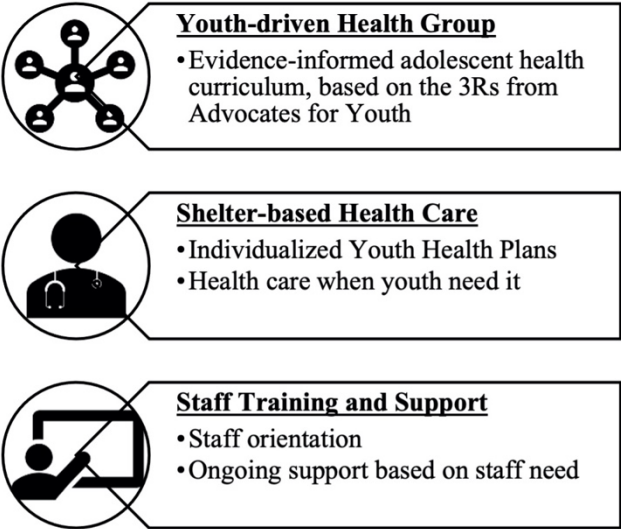 Youth-driven Health Group
•Evidence-informed adolescent health
curriculum, based on the 3Rs from
Advocates for Youth
Shelter-based Health Care
•Individualized Youth Health Plans
•Health care when youth need it
Staff Training and Support
•Staff orientation
•Ongoing support based on staff need